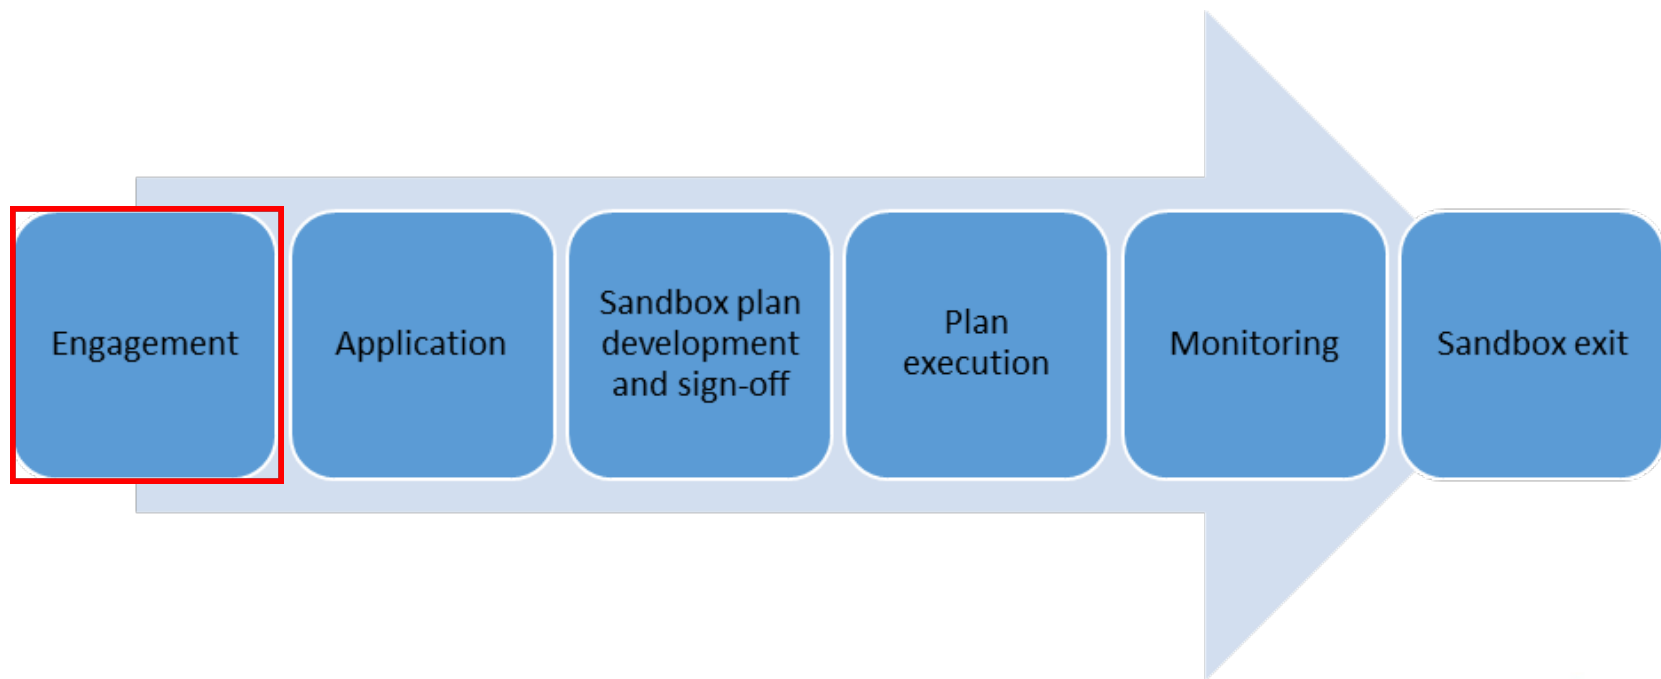 Engagement
Application
Sandbox plan
development
and sign-off
Plan
execution
Monitoring
Sandbox exit